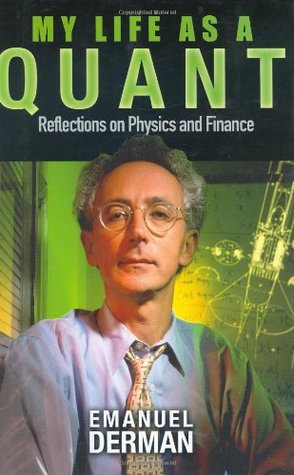 MY LIFE AS A
QUANT
Reflections on Physics and Finance
EMANUEL
DERMAN